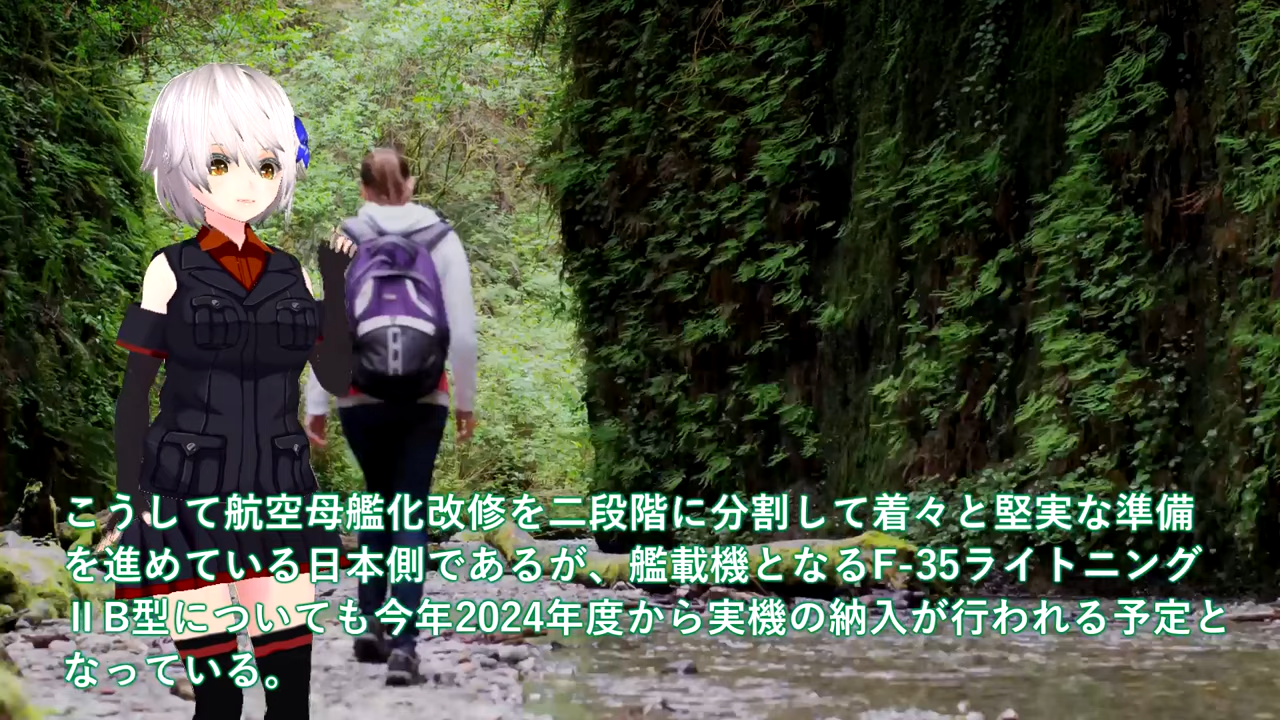 こうして航空母艦化改修を二段階に分割して着々と堅実な準備
を進めている日本側であるが、艦載機となるF-35ライトニング
ⅡB型についても今年2024年度から実機の納入が行われる予定と
なっている。